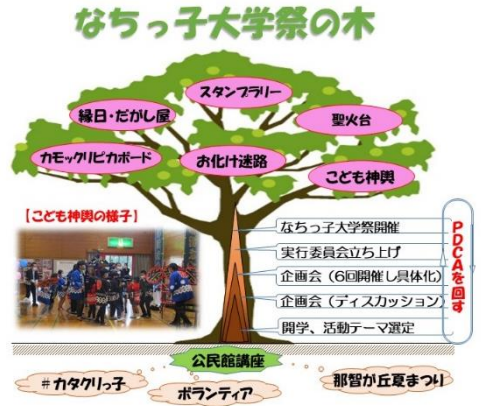 なちっ子大学祭の木
スタンプラリー
縁日・だがし屋
聖火台
カモックリピカボード
お化け迷路
こども神輿
【こども神輿の様子】
なちっ子大学祭開催
実行委員会立ち上げ
企画会（6回開催し具体化）
企画会（ディスカッション）
開学、活動テーマ選定
PDCAを回す
公民館講座
#カタクリっ子
ボランティア
那智が丘夏まつり